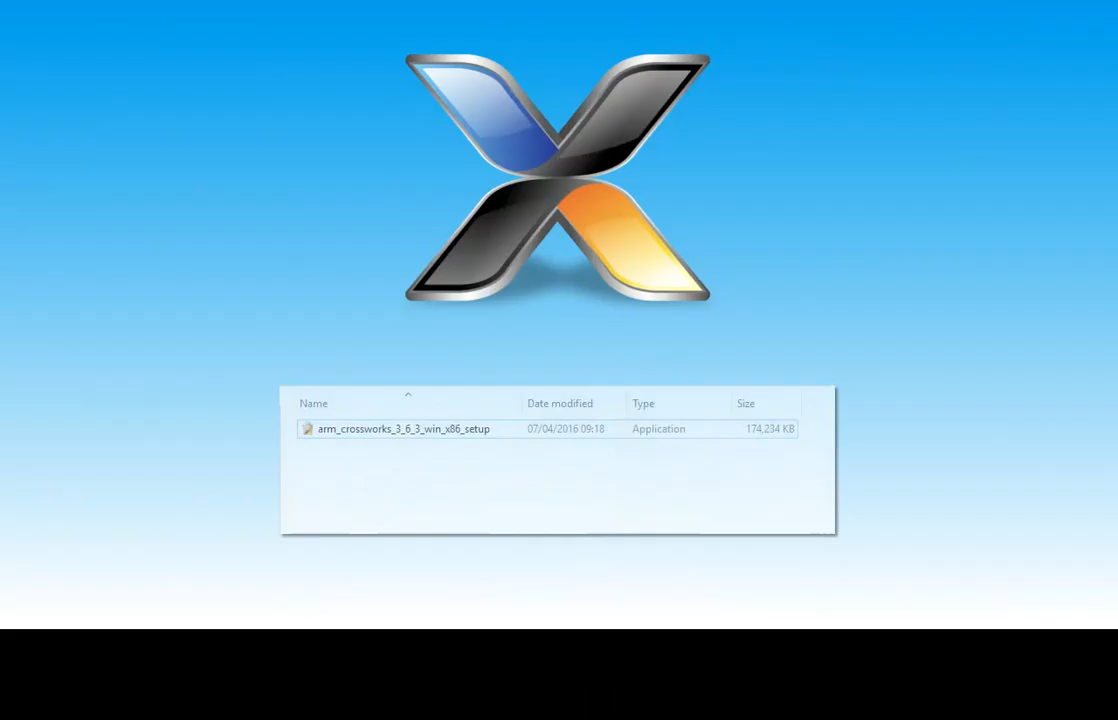 Name Date modified Type Size
arm_crossworks_3_6_3_win_x86_setup 07/04/2016 09:18 Application 174,234 KB